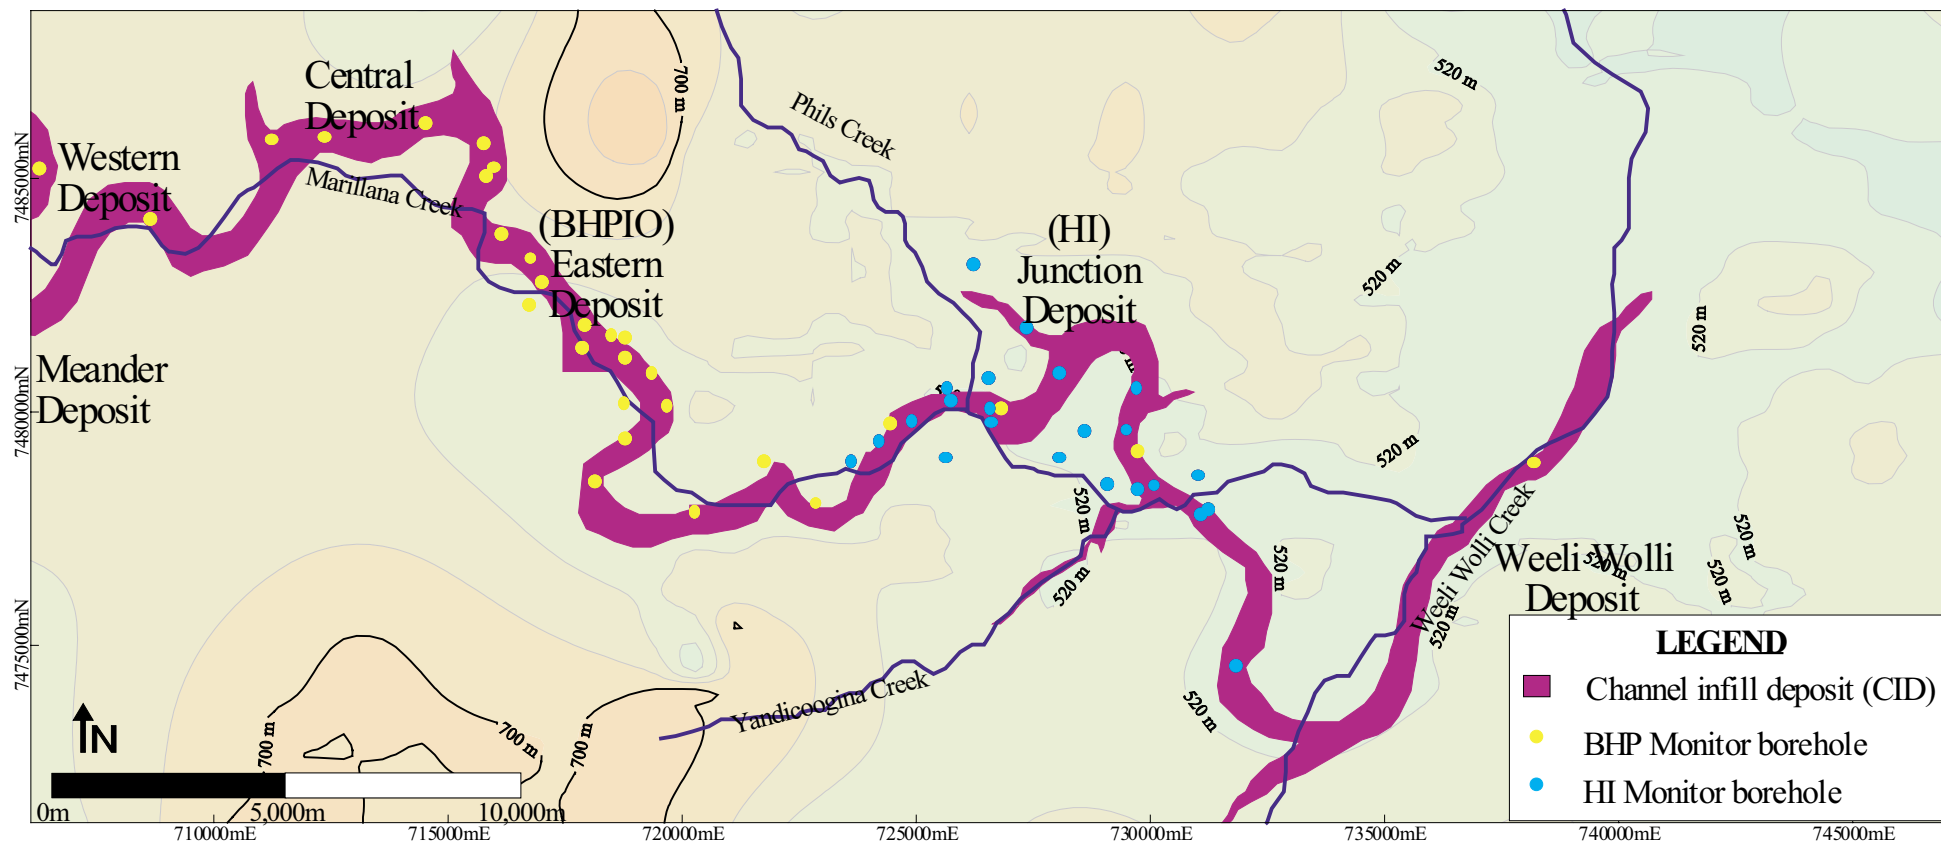 Central
Deposit
Western
Deposit
Marillana Creek
Phils Creek
700 m
520 m
(BHPIO)
Eastern
Deposit
(HI)
Junction
Deposit
520 m
520 m
Meander
Deposit
520 m
520 m
520 m
520 m
520 m
Weeli Wolli Creek
Weeli Wolli
Deposit
520 m
520 m
520 m
520 m
520 m
Yandicoogina Creek
700 m
700 m
700 m
N
0m
5,000m
10,000m
LEGEND
Channel infill deposit (CID)
BHP Monitor borehole
HI Monitor borehole
7485000mN
7480000mN
7475000mN
710000mE
715000mE
720000mE
725000mE
730000mE
735000mE
740000mE
745000mE